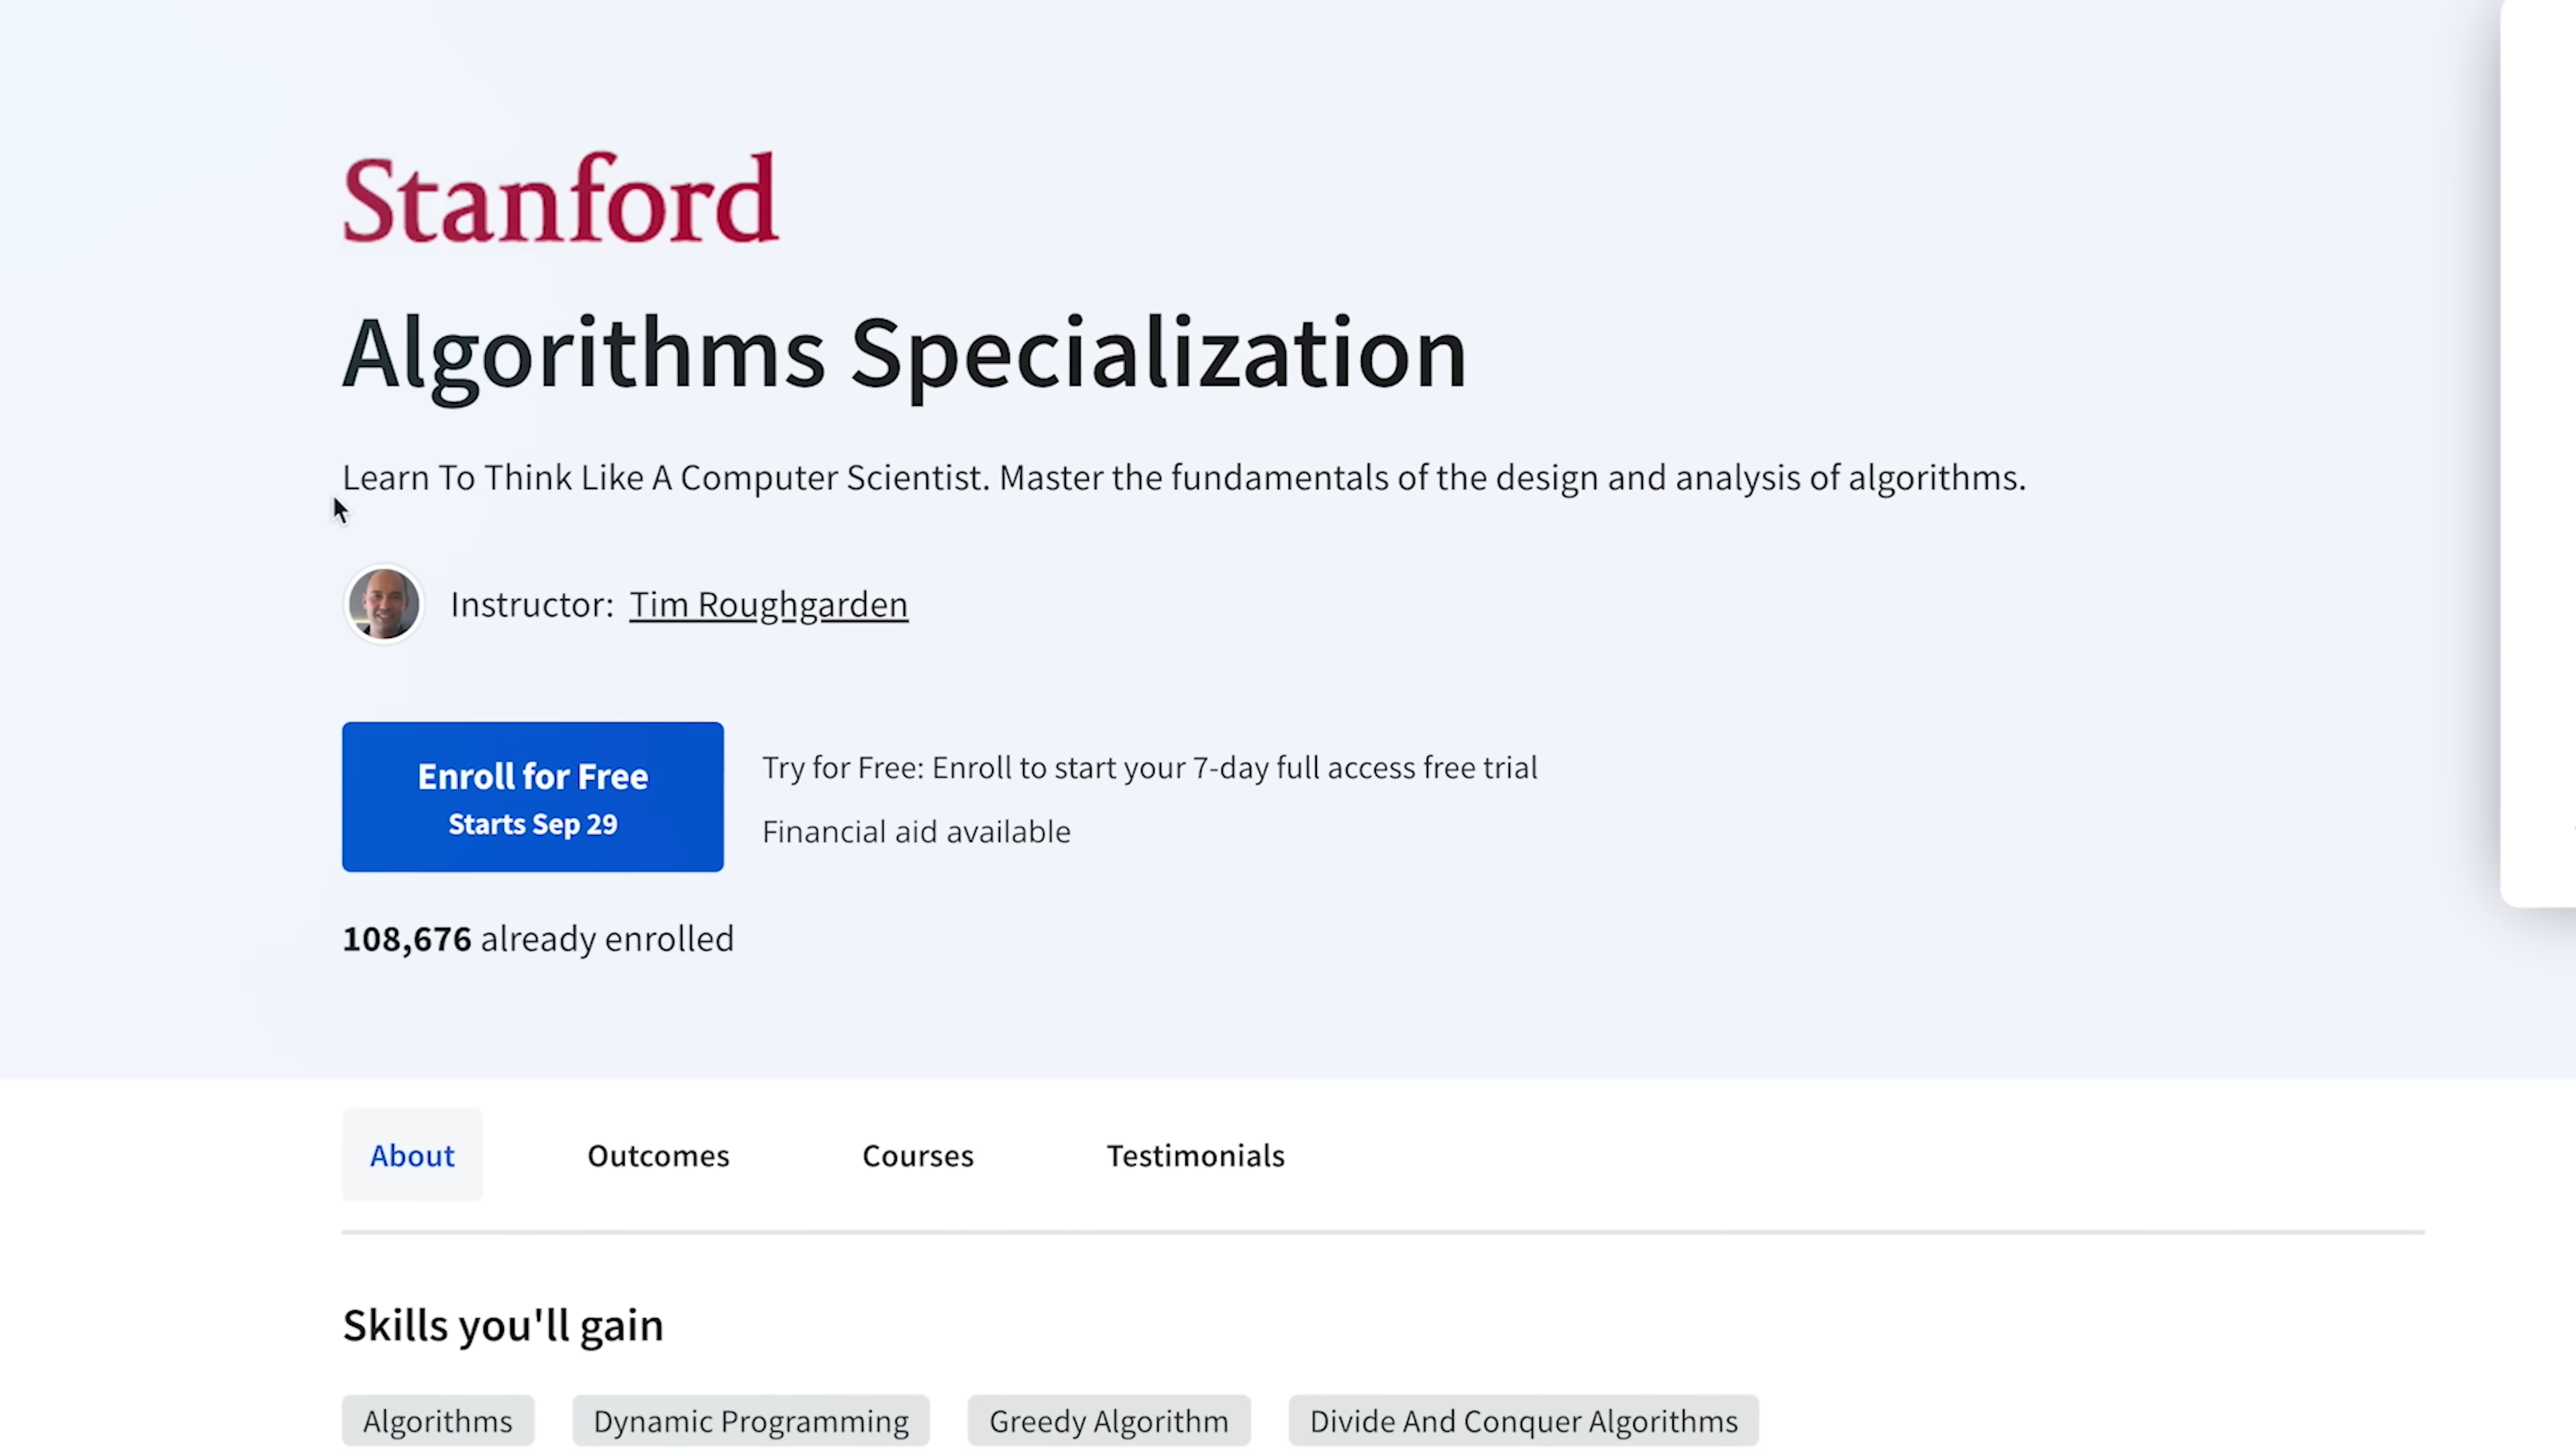 Stanford
Algorithms Specialization
Learn To Think Like A Computer Scientist. Master the fundamentals of the design and analysis of algorithms.
Instructor: Tim Roughgarden
Enroll for Free
Starts Sep 29
Try for Free: Enroll to start your 7-day full access free trial
Financial aid available
108,676 already enrolled
About Outcomes Courses Testimonials
Skills you'll gain
Algorithms Dynamic Programming Greedy Algorithm Divide And Conquer Algorithms